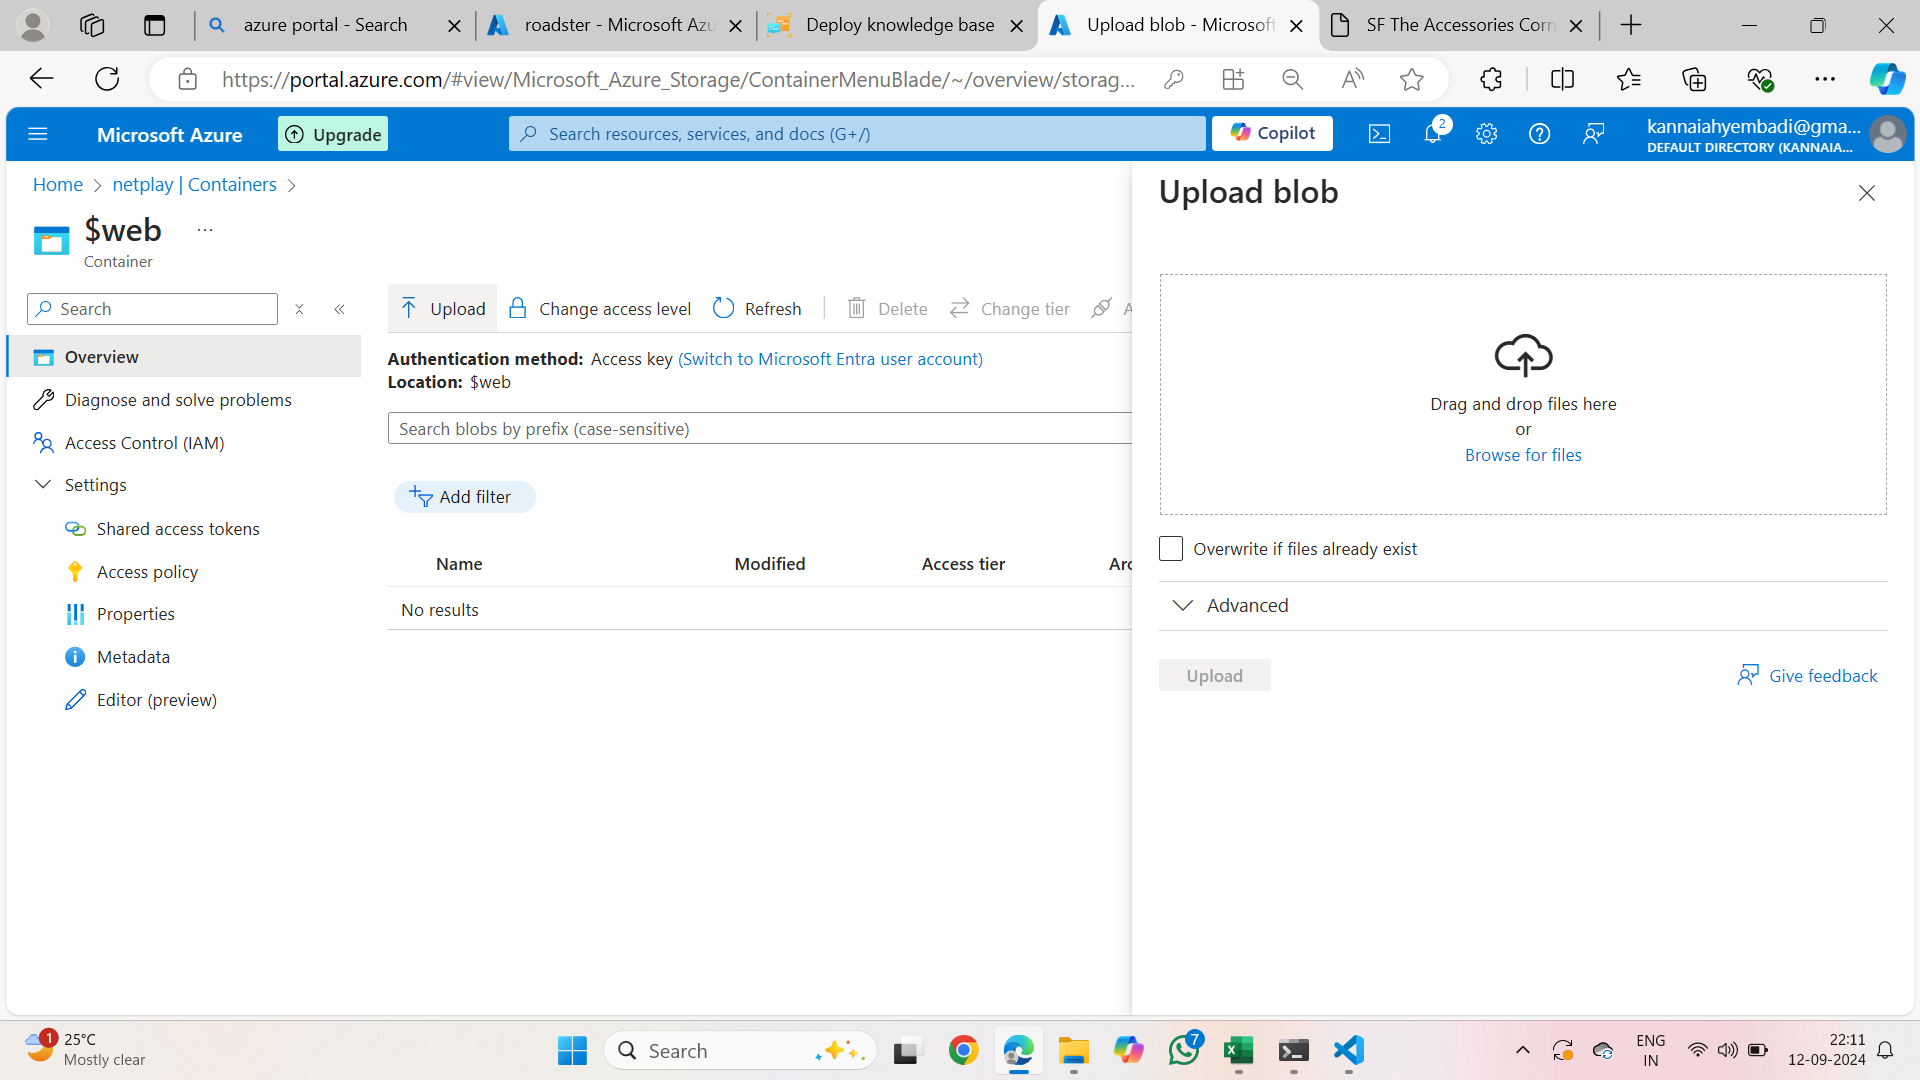 azure portal - Search
roadster - Microsoft Azu
Deploy knowledge base
Upload blob - Microsoft
SF The Accessories Corn
https://portal.azure.com/#view/Microsoft_Azure_Storage/ContainerMenuBlade/~/overview/storag...
Microsoft Azure
Upgrade
Search resources, services, and docs (G+/)
Copilot
2
kannaiahyembadi@gma...
DEFAULT DIRECTORY (KANNAIA...
Home
netplay | Containers
$web
...
Container
Search
Overview
Diagnose and solve problems
Access Control (IAM)
Settings
Shared access tokens
Access policy
Properties
Metadata
Editor (preview)
Upload
Change access level
Refresh
Delete
Change tier
A
Authentication method: Access key (Switch to Microsoft Entra user account)
Location: $web
Search blobs by prefix (case-sensitive)
Add filter
Name Modified Access tier Arc
No results
Upload blob
Drag and drop files here
or
Browse for files
Overwrite if files already exist
Advanced
Upload
Give feedback
1
25°C
Mostly clear
Search
7
ENG
IN
22:11
12-09-2024